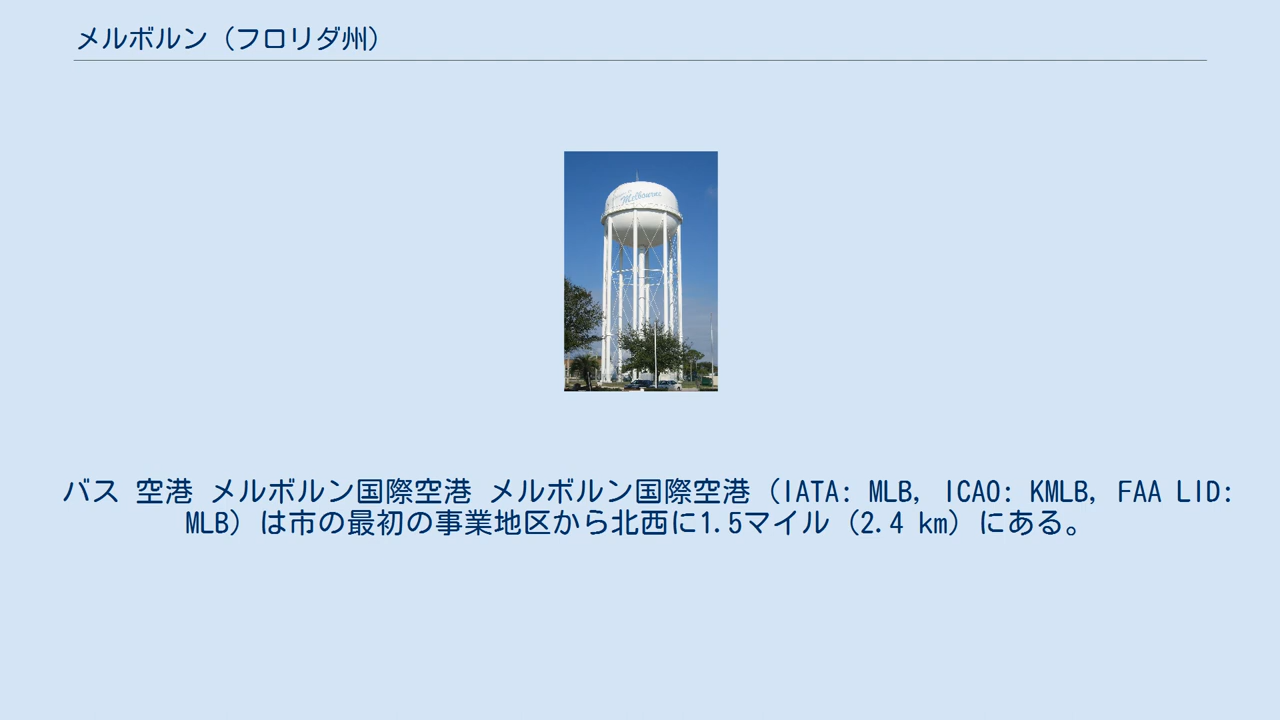 メルボルン（フロリダ州）
Melbourne
バス 空港 メルボルン国際空港 メルボルン国際空港（IATA: MLB, ICAO: KMLB, FAA LID:
MLB）は市の最初の事業地区から北西に1.5マイル（2.4 km）にある。